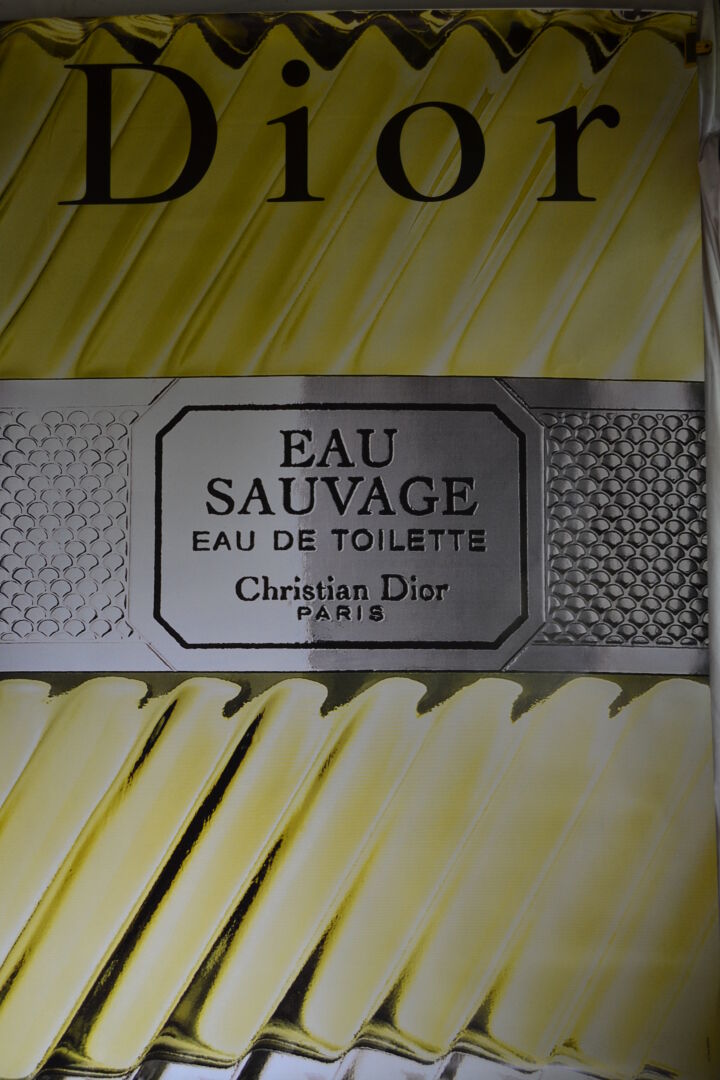 Dior
EAU
SAUVAGE
EAU DE TOILETTE
Christian Dior
PARIS